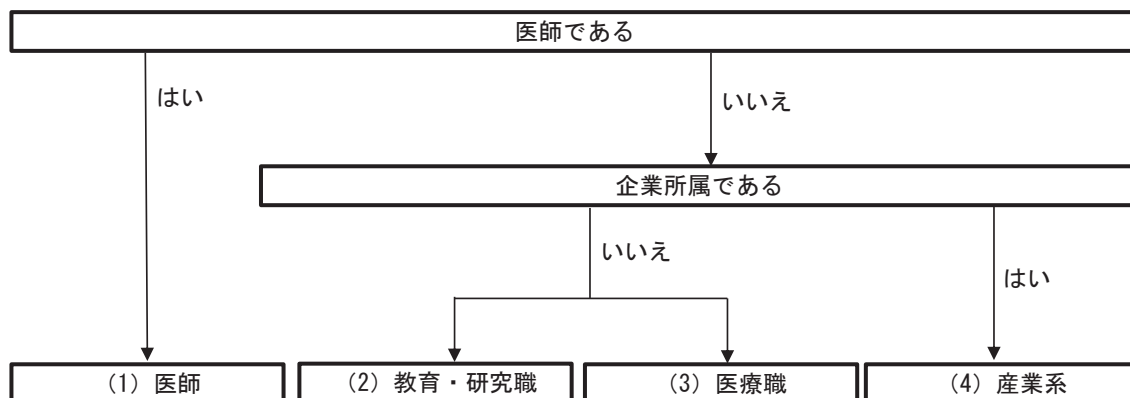 医師である
はい
いいえ
企業所属である
いいえ
はい
(1) 医師
(2) 教育・研究職
(3) 医療職
(4) 産業系